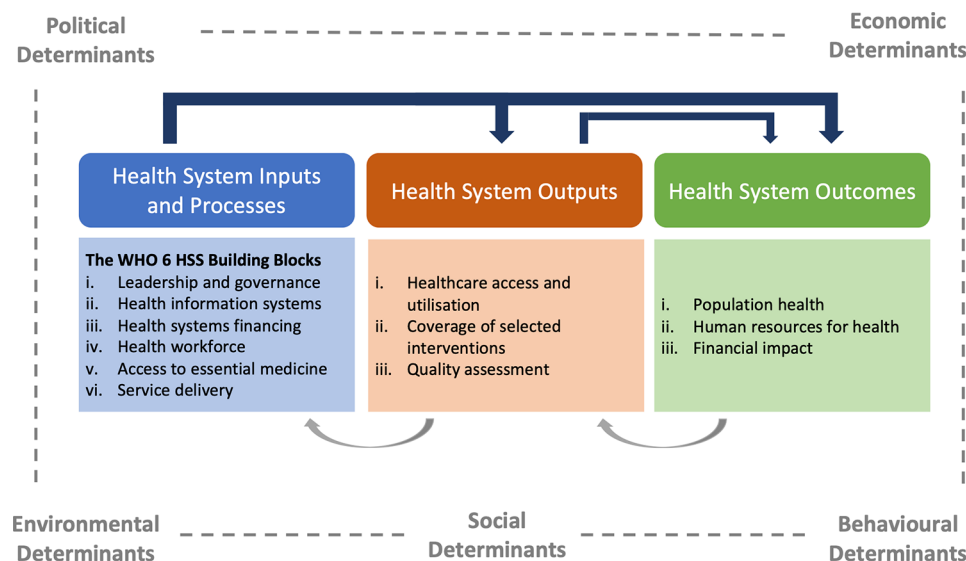 Political
Determinants
Economic
Determinants
Health System Inputs
and Processes
Health System Outputs
Health System Outcomes
The WHO 6 HSS Building Blocks
i. Leadership and governance
ii. Health information systems
iii. Health systems financing
iv. Health workforce
v. Access to essential medicine
vi. Service delivery
i. Healthcare access and
utilisation
ii. Coverage of selected
interventions
iii. Quality assessment
i. Population health
ii. Human resources for health
iii. Financial impact
Environmental
Determinants
Social
Determinants
Behavioural
Determinants